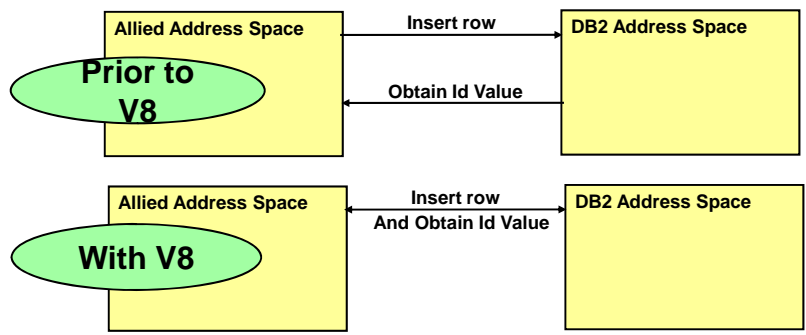 Allied Address Space
Insert row
DB2 Address Space
Prior to
V8
Obtain Id Value
Allied Address Space
Insert row
DB2 Address Space
And Obtain Id Value
With V8